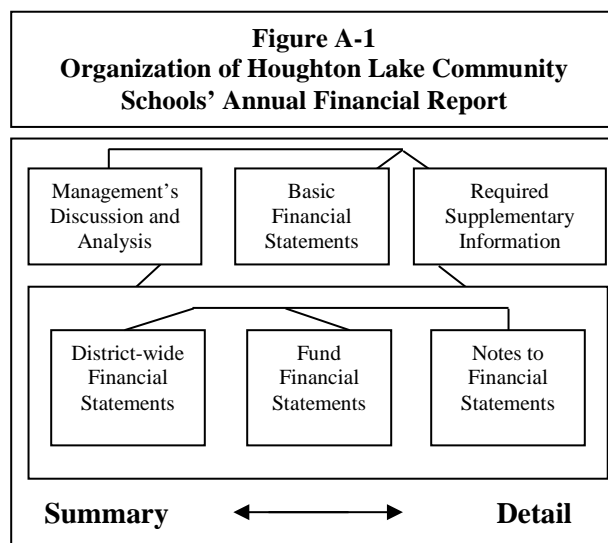 Figure A-1
Organization of Houghton Lake Community
Schools’ Annual Financial Report
Management’s
Discussion and
Analysis
Basic
Financial
Statements
Required
Supplementary
Information
District-wide
Financial
Statements
Fund
Financial
Statements
Notes to
Financial
Statements
Summary
Detail